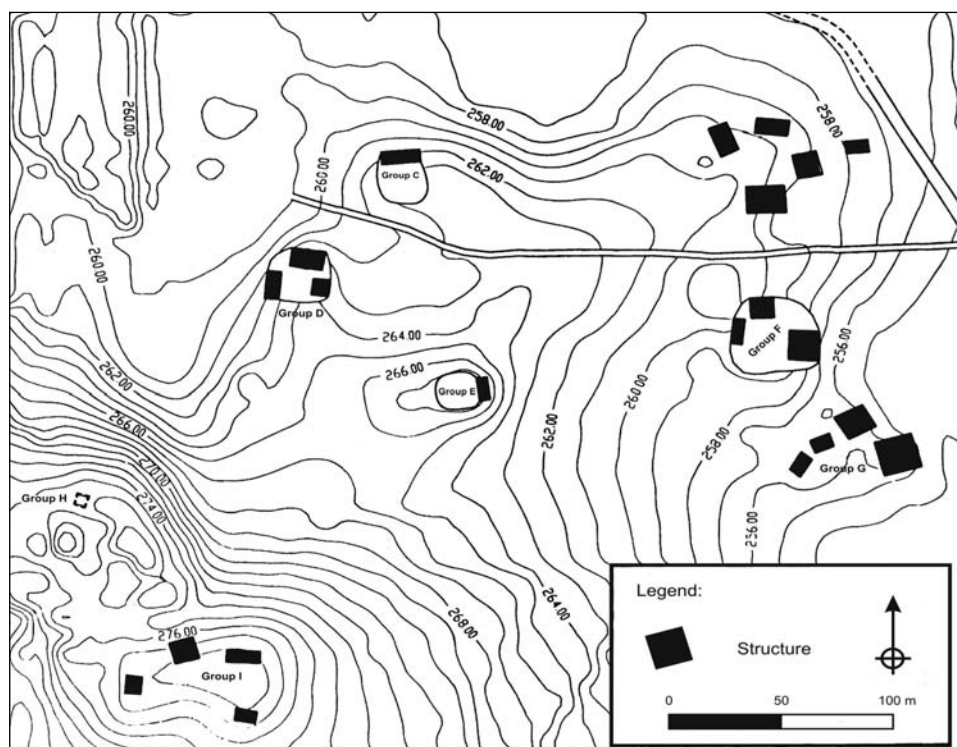 260.00
258.00
258.00
262.00
Group C
260.00
260.00
Group D
264.00
Group F
256.00
262.00
266.00
Group E
260.00
266.00
262.00
258.00
270.00
Group G
Group H
274.00
256.00
264.00
268.00
276.00
Group I
Legend:
Structure
0
50
100 m